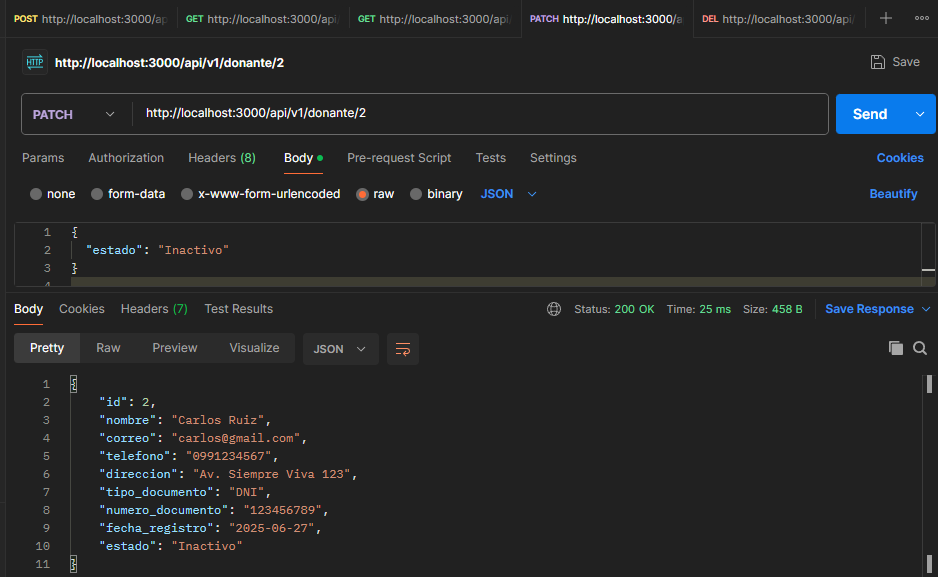 POST http://localhost:3000/ap GET http://localhost:3000/api/ GET http://localhost:3000/api/ PATCH http://localhost:3000/a DEL http://localhost:3000/api/
HTTP http://localhost:3000/api/v1/donante/2 Save
PATCH http://localhost:3000/api/v1/donante/2 Send
Params Authorization Headers (8) Body Pre-request Script Tests Settings Cookies
none form-data x-www-form-urlencoded raw binary JSON Beautify
1 {
2 "estado": "Inactivo"
3 }
4
Body Cookies Headers (7) Test Results Status: 200 OK Time: 25 ms Size: 458 B Save Response
Pretty Raw Preview Visualize JSON
1 {
2 "id": 2,
3 "nombre": "Carlos Ruiz",
4 "correo": "carlos@gmail.com",
5 "telefono": "0991234567",
6 "direccion": "Av. Siempre Viva 123",
7 "tipo_documento": "DNI",
8 "numero_documento": "123456789",
9 "fecha_registro": "2025-06-27",
10 "estado": "Inactivo"
11 }